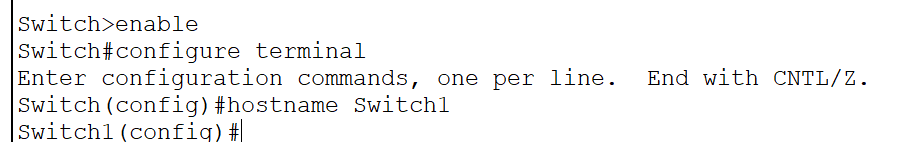 Switch>enable
Switch#configure terminal
Enter configuration commands, one per line.  End with CNTL/Z.
Switch(config)#hostname Switch1
Switch1(config)#